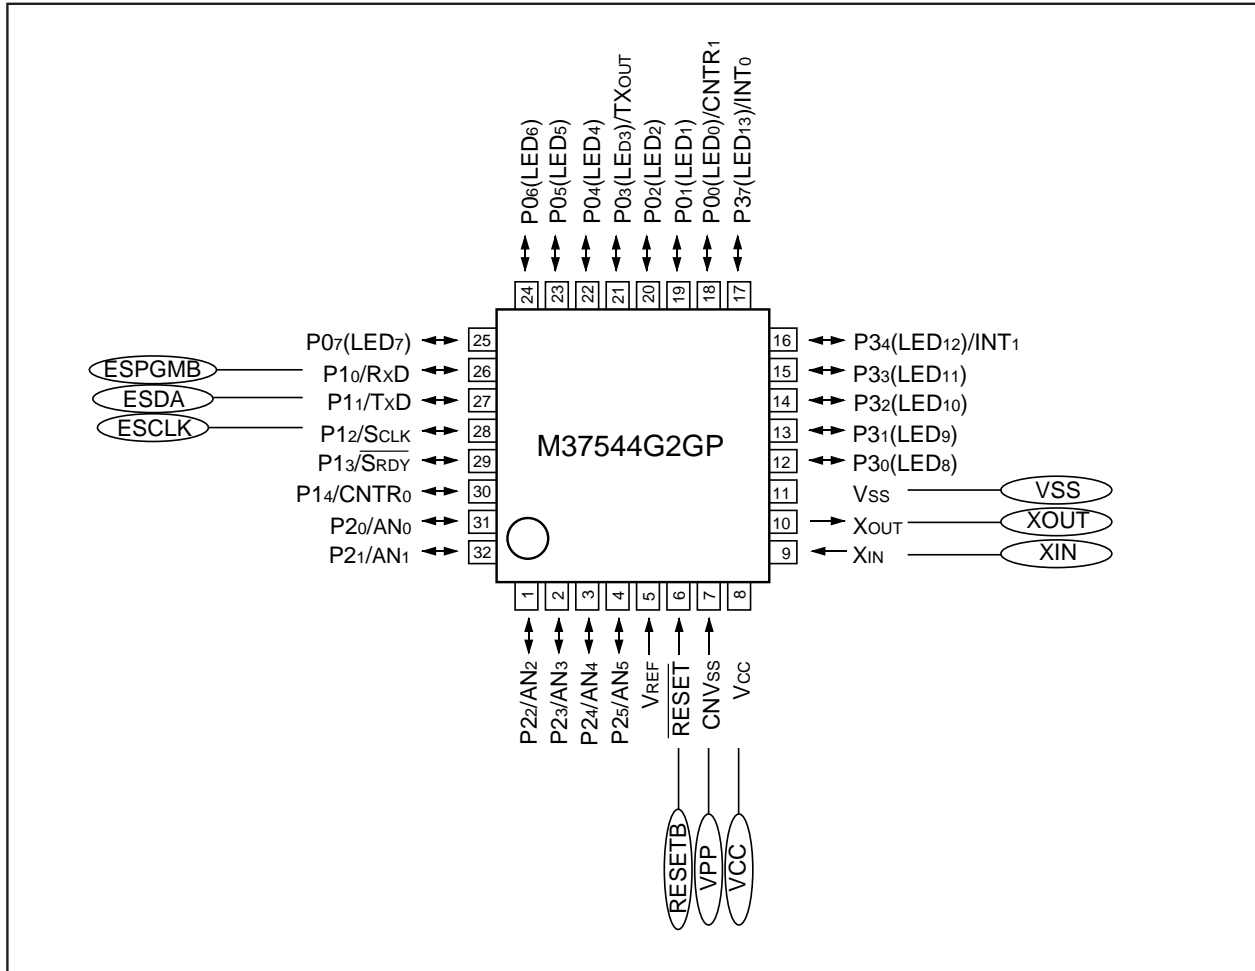 P06(LED6)
P05(LED5)
P04(LED4)
P03(LED3)/TXOUT
P02(LED2)
P01(LED1)
P00(LED0)/CNTR1
P37(LED13)/INT0
24
23
22
21
20
19
18
17
P07(LED7)
25
ESPGMB
P10/RXD
26
ESDA
P11/TXD
27
ESCLK
P12/SCLK
28
P13/SRDY
29
P14/CNTR0
30
P20/AN0
31
P21/AN1
32
M37544G2GP
16
P34(LED12)/INT1
15
P33(LED11)
14
P32(LED10)
13
P31(LED9)
12
P30(LED8)
11
VSS
VSS
10
XOUT
XOUT
9
XIN
XIN
1
2
3
4
5
6
7
8
P22/AN2
P23/AN3
P24/AN4
P25/AN5
VREF
RESET
CNVSS
VCC
RESETB
VPP
VCC